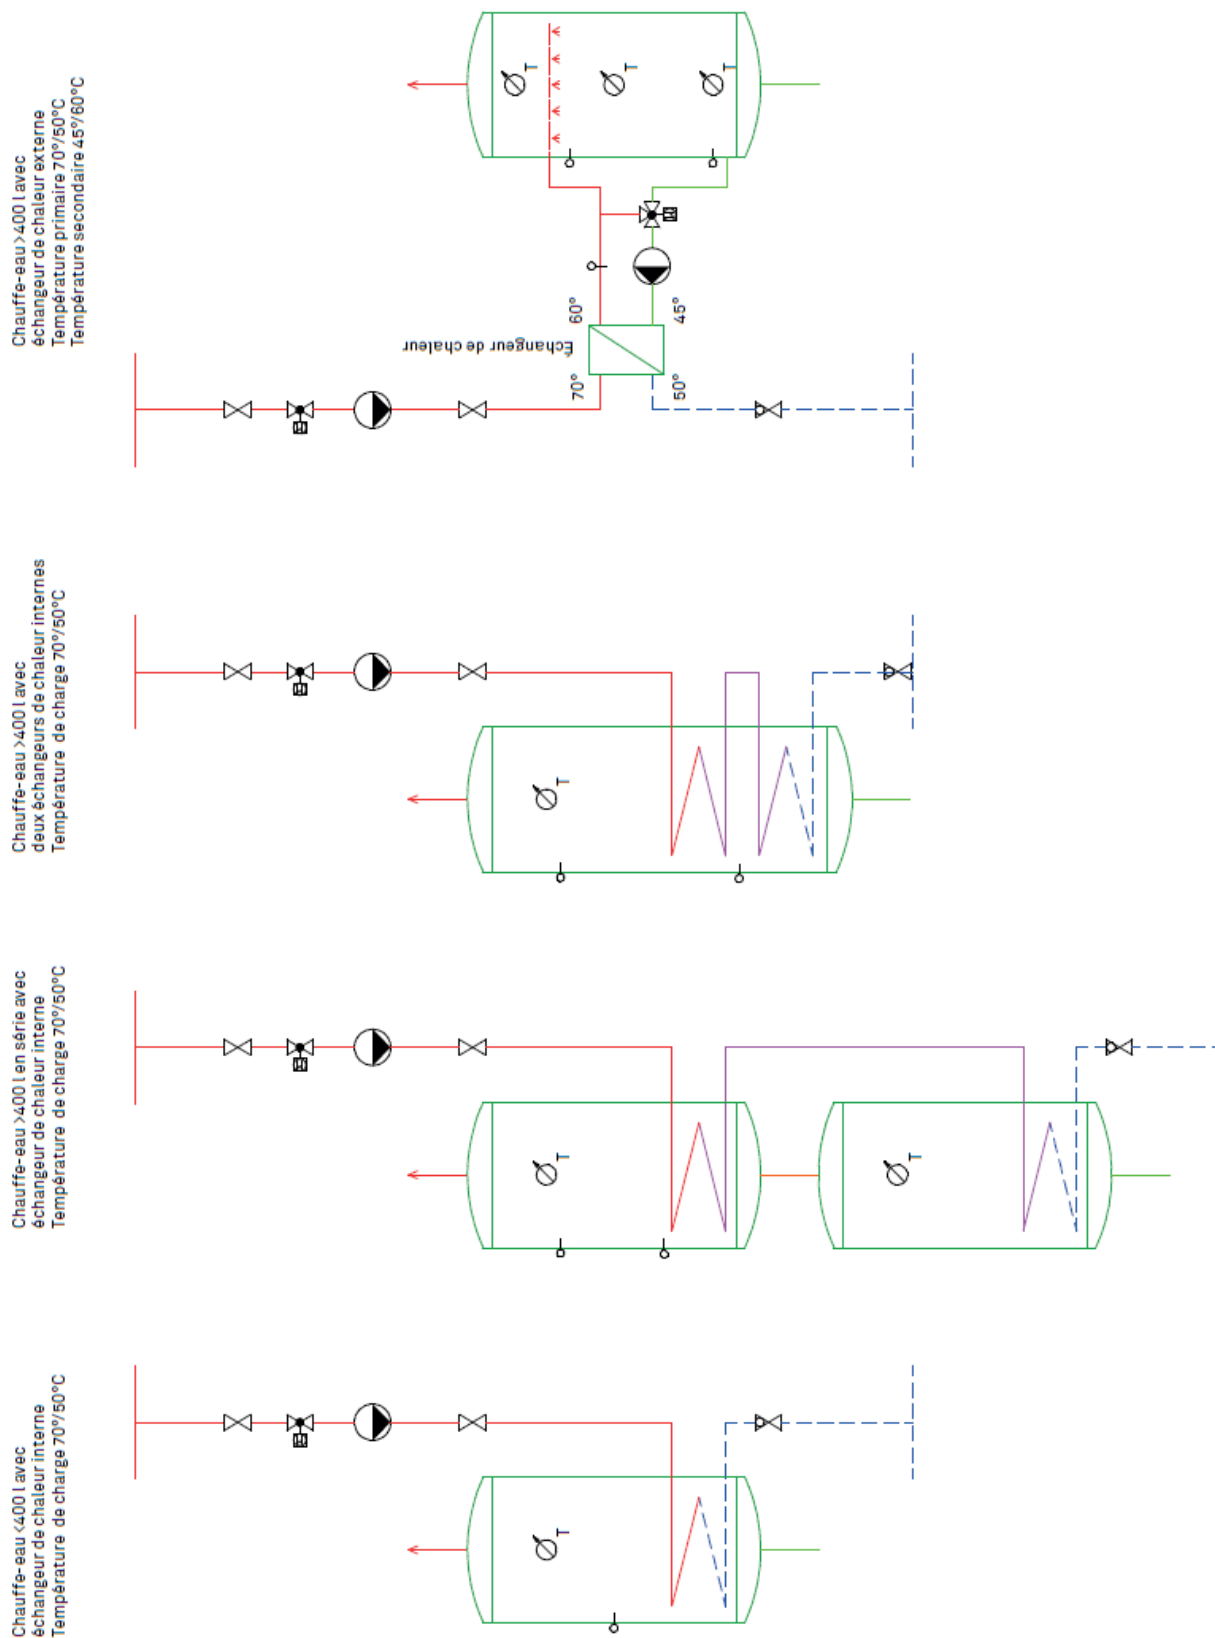 Chauffe-eau <400 l avec
échangeur de chaleur interne
Température de charge 70°/50°C
T
Chauffe-eau >400 l en série avec
échangeur de chaleur interne
Température de charge 70°/50°C
T
T
Chauffe-eau >400 l avec
deux échangeurs de chaleur internes
Température de charge 70°/50°C
T
Chauffe-eau >400 l avec
échangeur de chaleur externe
Température primaire 70°/50°C
Température secondaire 45°/60°C
Echangeur de chaleur
70°
60°
50°
45°
T
T
T